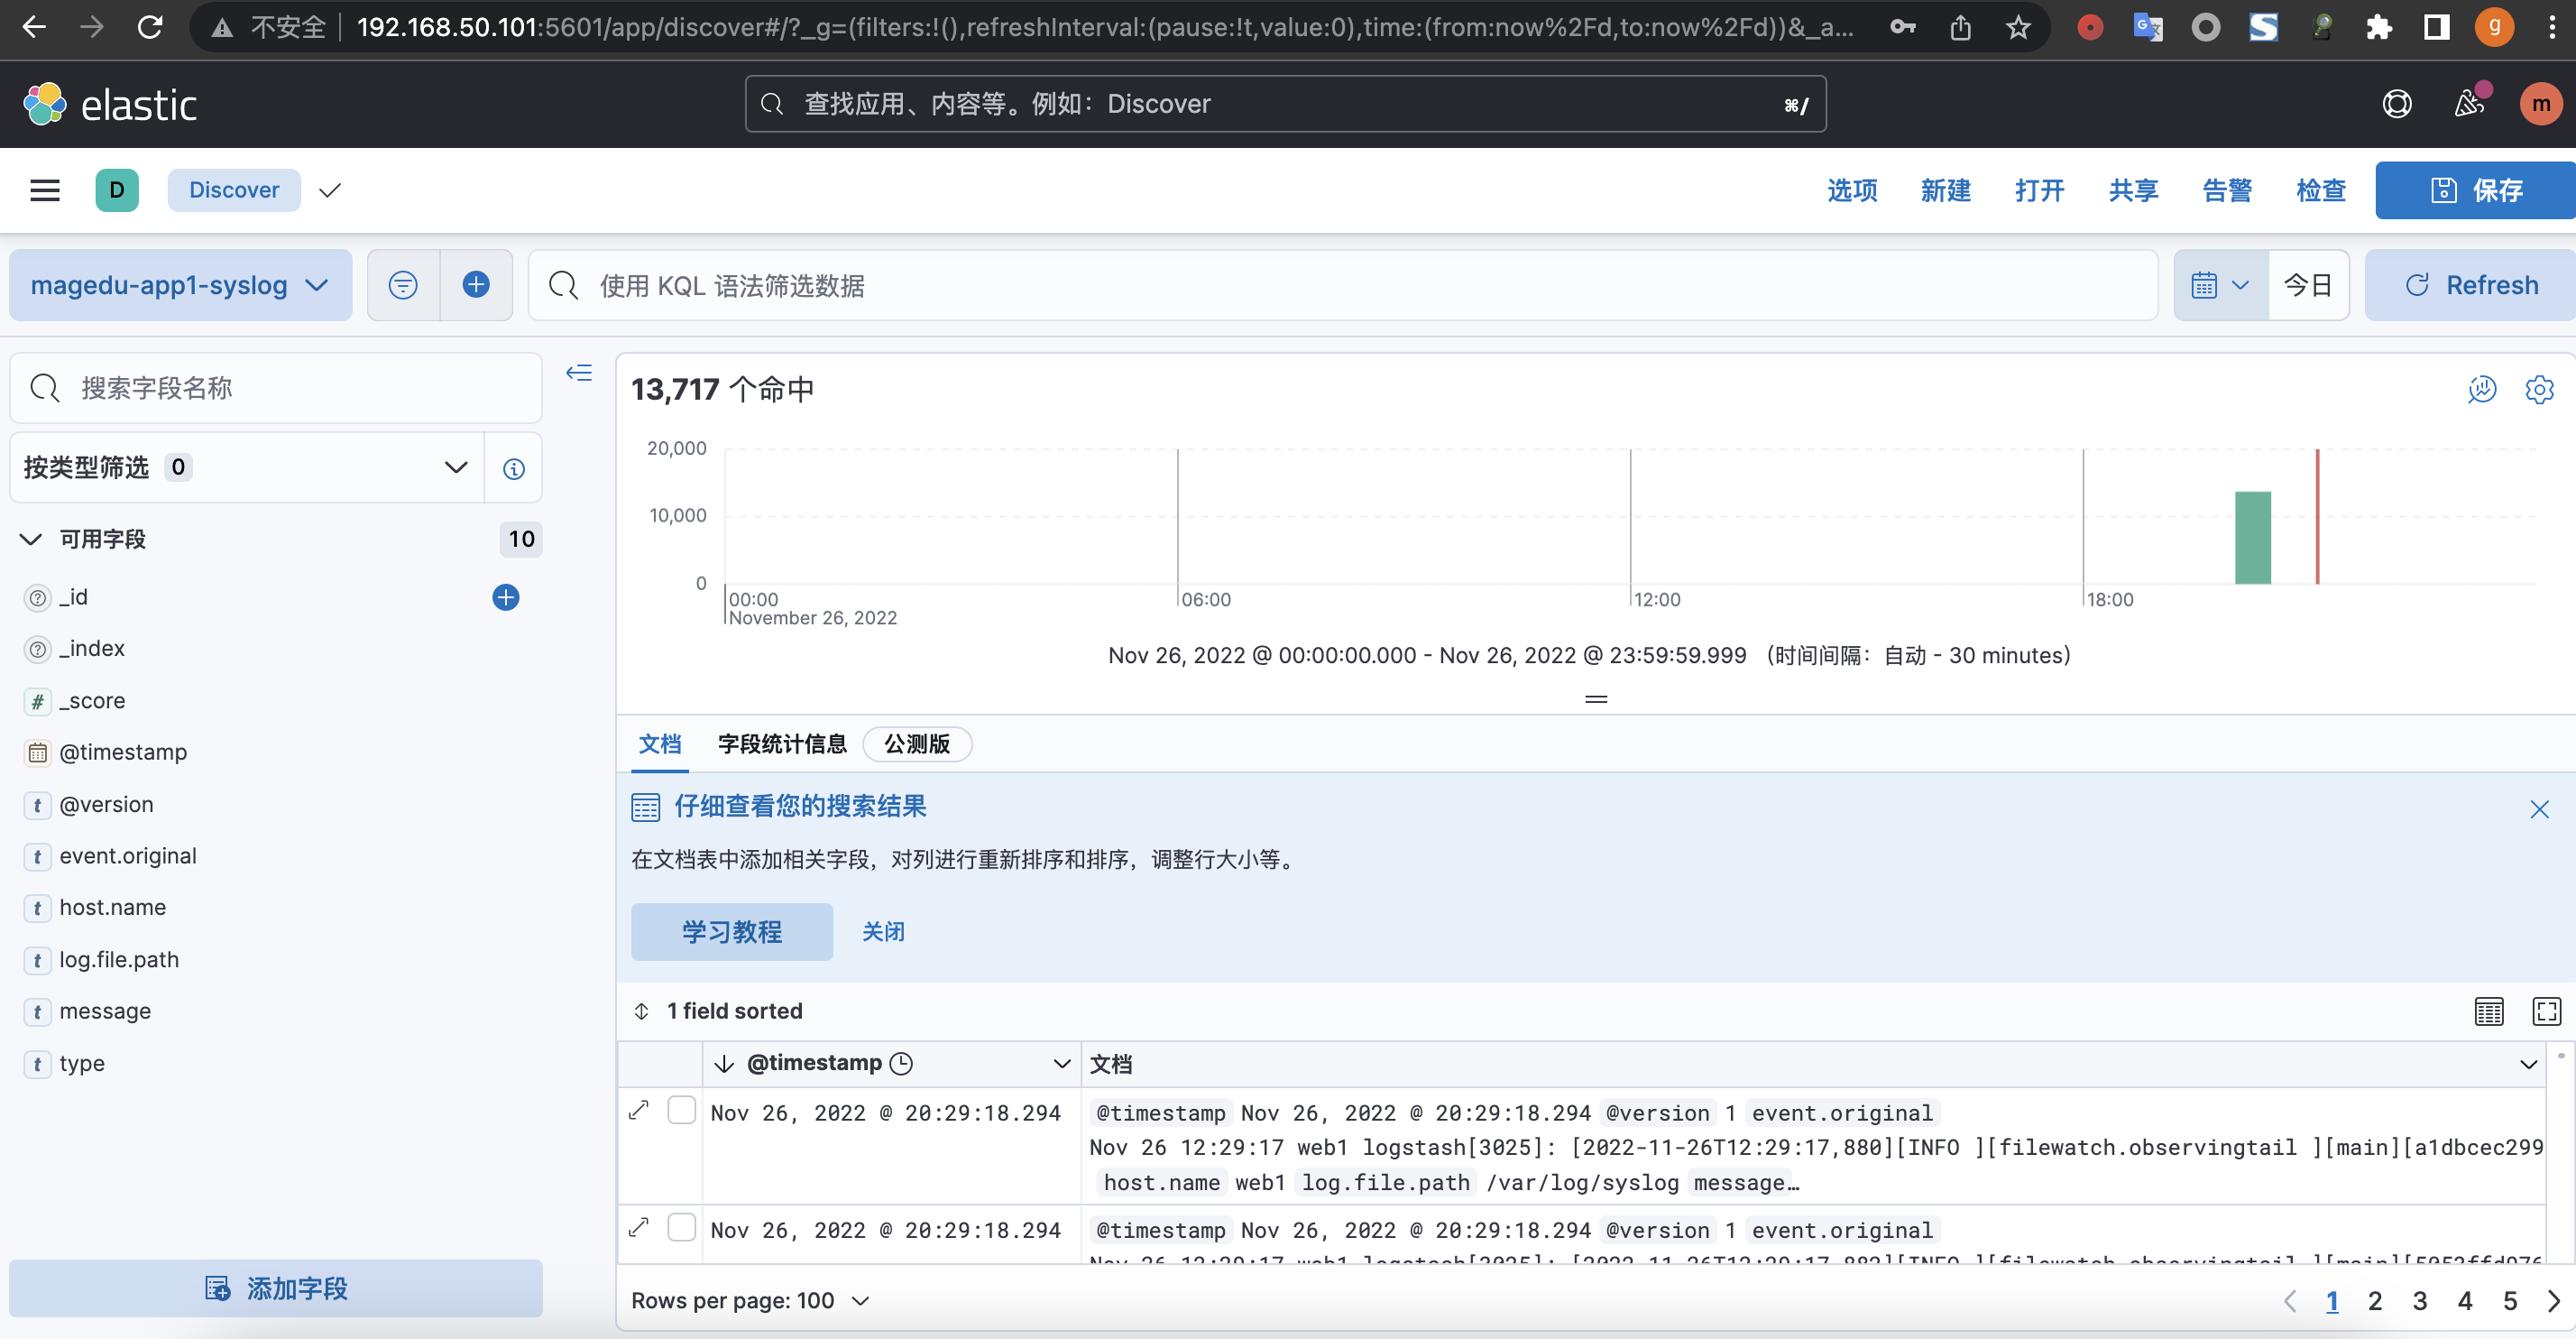 不安全 192.168.50.101:5601/app/discover#/?_g=(filters:!(),refreshInterval:(pause:!t,value:0),time:(from:now%2Fd,to:now%2Fd))&_a... g
elastic 查找应用、内容等。例如：Discover ⌘/ m
D Discover 选项 新建 打开 共享 告警 检查 保存
magedu-app1-syslog 使用 KQL 语法筛选数据 今日 Refresh
搜索字段名称
按类型筛选 0
可用字段 10
_id
_index
_score
@timestamp
@version
event.original
host.name
log.file.path
message
type
添加字段
13,717 个命中
20,000
10,000
0
00:00 06:00 12:00 18:00
November 26, 2022
Nov 26, 2022 @ 00:00:00.000 - Nov 26, 2022 @ 23:59:59.999 （时间间隔：自动 - 30 minutes）
文档 字段统计信息 公测版
仔细查看您的搜索结果
在文档表中添加相关字段，对列进行重新排序和排序，调整行大小等。
学习教程 关闭
1 field sorted
@timestamp 文档
Nov 26, 2022 @ 20:29:18.294 @timestamp Nov 26, 2022 @ 20:29:18.294 @version 1 event.original
Nov 26 12:29:17 web1 logstash[3025]: [2022-11-26T12:29:17,880][INFO ][filewatch.observingtail ][main][a1dbcec299
host.name web1 log.file.path /var/log/syslog message…
Nov 26, 2022 @ 20:29:18.294 @timestamp Nov 26, 2022 @ 20:29:18.294 @version 1 event.original
Rows per page: 100 1 2 3 4 5